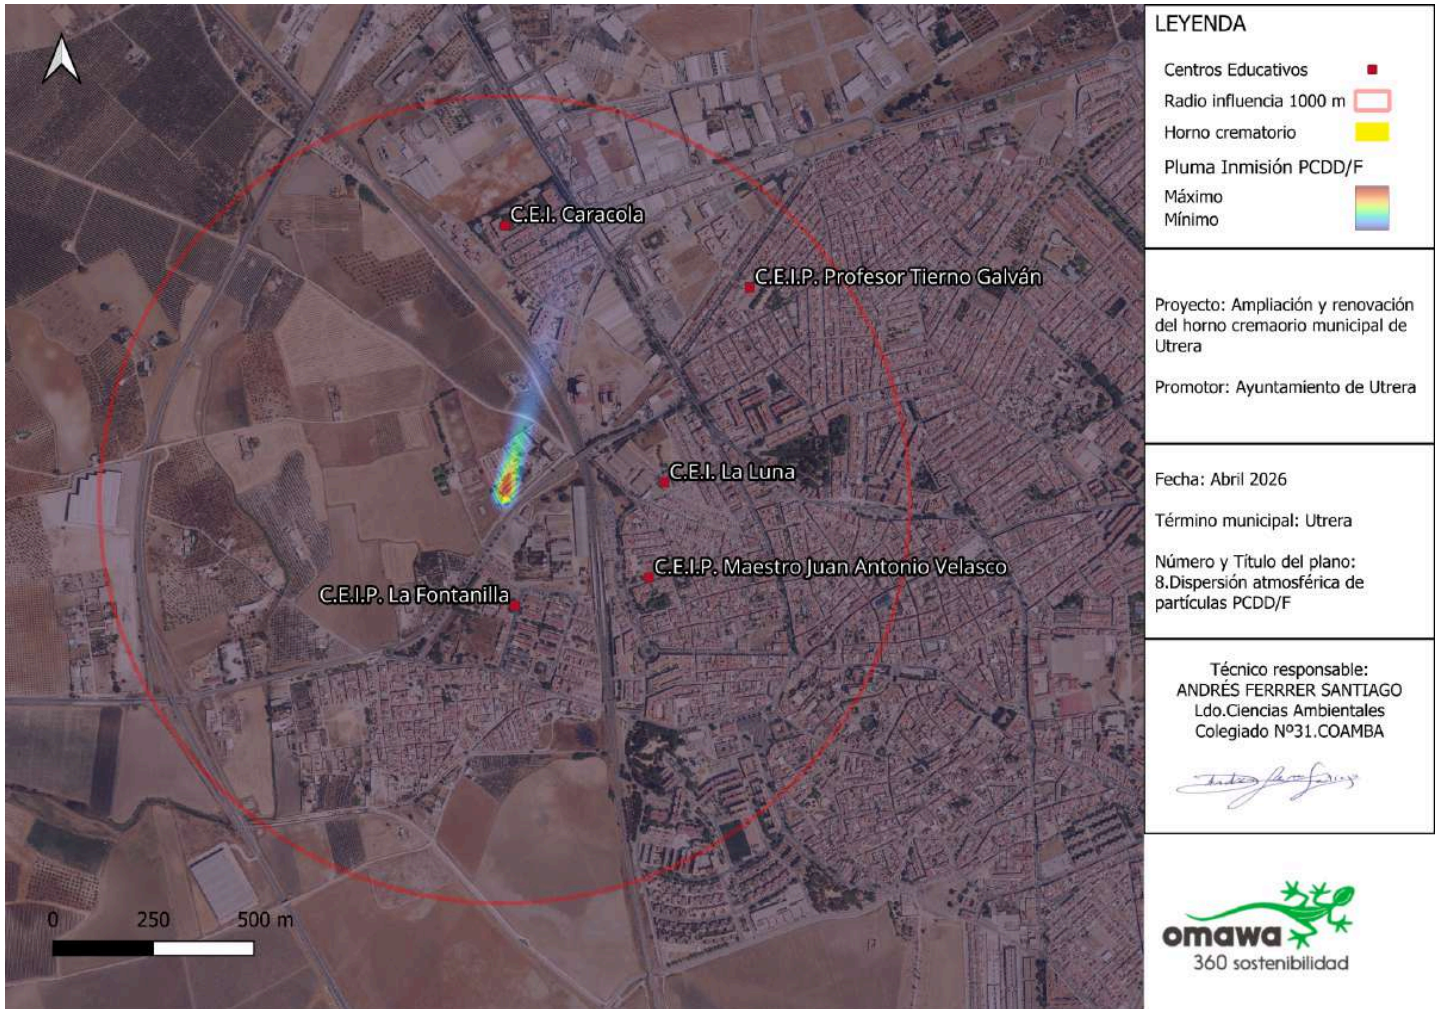 C.E.I. Caracola
C.E.I.P. Profesor Tierno Galván
C.E.I. La Luna
C.E.I.P. Maestro Juan Antonio Velasco
C.E.I.P. La Fontanilla
0 250 500 m
LEYENDA
Centros Educativos
Radio influencia 1000 m
Horno crematorio
Pluma Inmisión PCDD/F
Máximo
Mínimo
Proyecto: Ampliación y renovación
del horno cremaorio municipal de
Utrera
Promotor: Ayuntamiento de Utrera
Fecha: Abril 2026
Término municipal: Utrera
Número y Título del plano:
8.Dispersión atmosférica de
partículas PCDD/F
Técnico responsable:
ANDRÉS FERRRER SANTIAGO
Ldo.Ciencias Ambientales
Colegiado Nº31.COAMBA
omawa
360 sostenibilidad